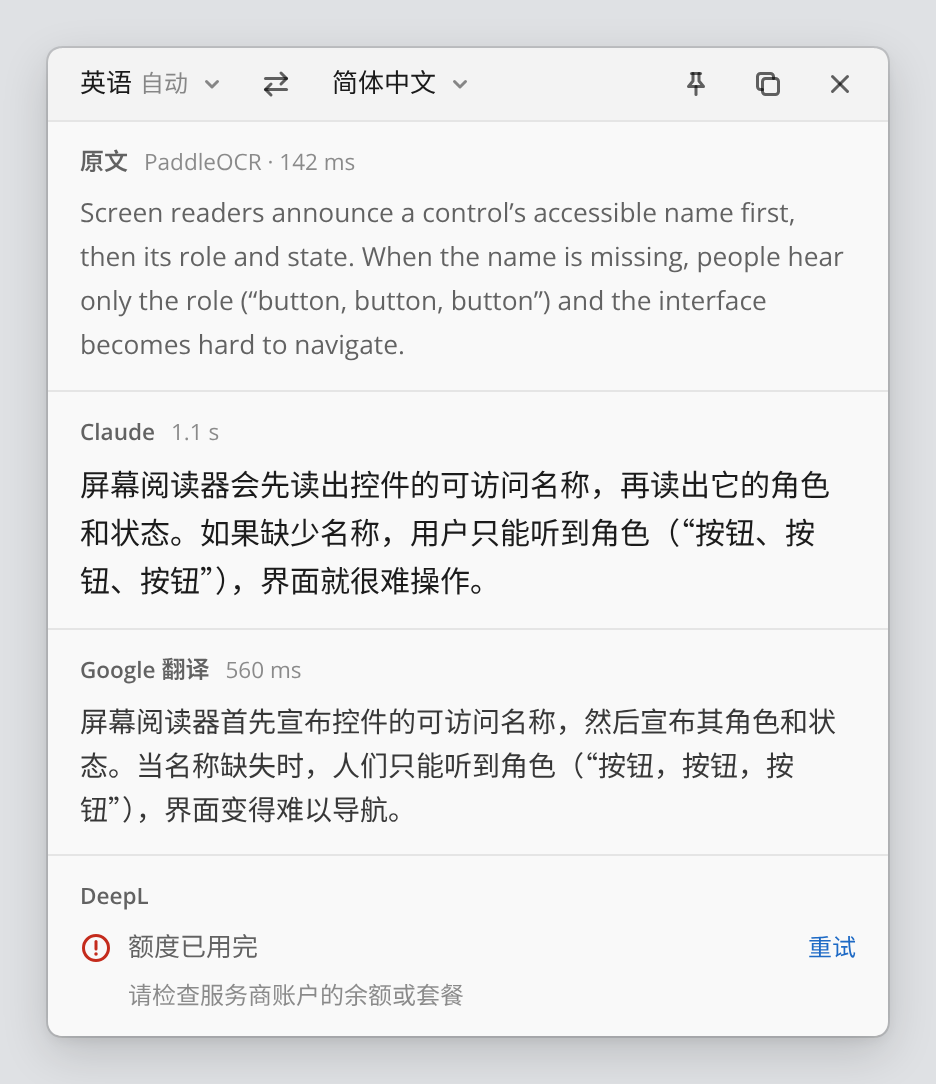 英语 自动 简体中文
原文 PaddleOCR · 142 ms
Screen readers announce a control’s accessible name first,
then its role and state. When the name is missing, people hear
only the role (“button, button, button”) and the interface
becomes hard to navigate.
Claude 1.1 s
屏幕阅读器会先读出控件的可访问名称，再读出它的角色
和状态。如果缺少名称，用户只能听到角色（“按钮、按
钮、按钮”），界面就很难操作。
Google 翻译 560 ms
屏幕阅读器首先宣布控件的可访问名称，然后宣布其角色和状
态。当名称缺失时，人们只能听到角色（“按钮，按钮，按
钮”），界面变得难以导航。
DeepL
额度已用完 重试
请检查服务商账户的余额或套餐